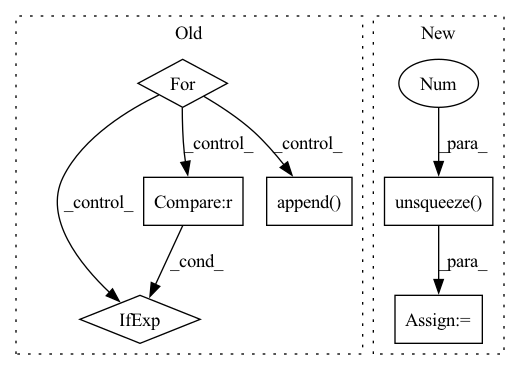 Old
New
For
Num
_control_
_control_
_control_
_para_
Compare:r
append()
unsqueeze()
_cond_
_para_
IfExp
Assign:=